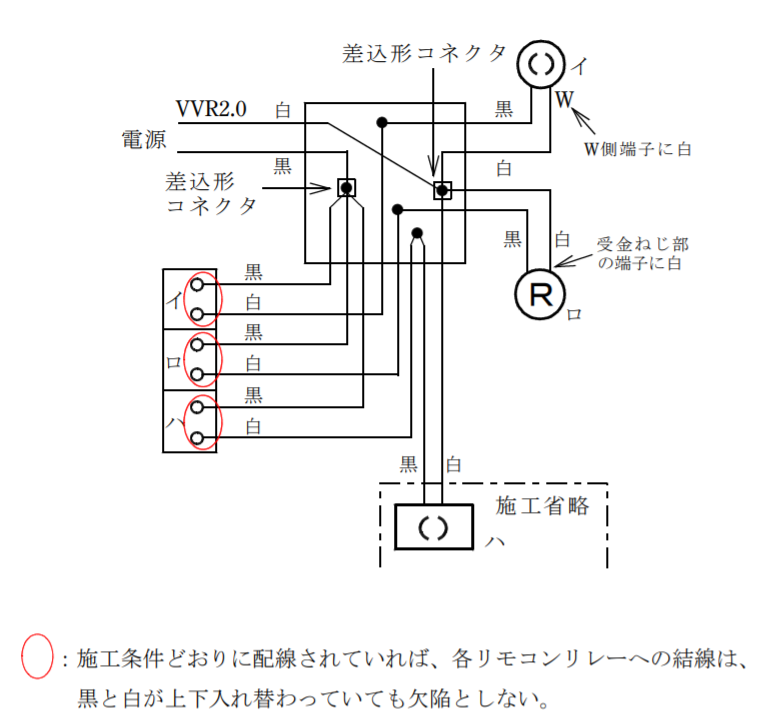 差込形コネクタ
イ
VVR2.0
白
黒
W
電源
W側端子に白
黒
白
差込形
コネクタ
黒
白
受金ねじ部
の端子に白
R
ロ
イ
黒
白
ロ
黒
白
ハ
黒
白
黒
白
施工省略
ハ
:施工条件どおりに配線されていれば、各リモコンリレーへの結線は、
黒と白が上下入れ替わっていても欠陥としない。